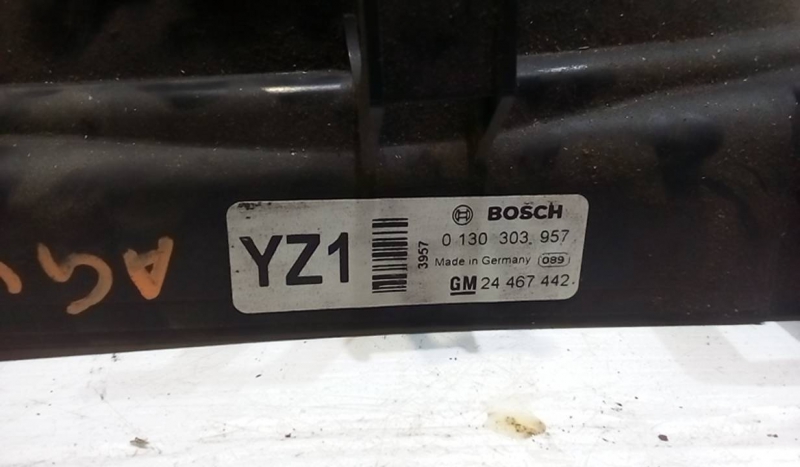 YZ1
3957
BOSCH
0 130 303 957
Made in Germany 089
GM 24 467 442